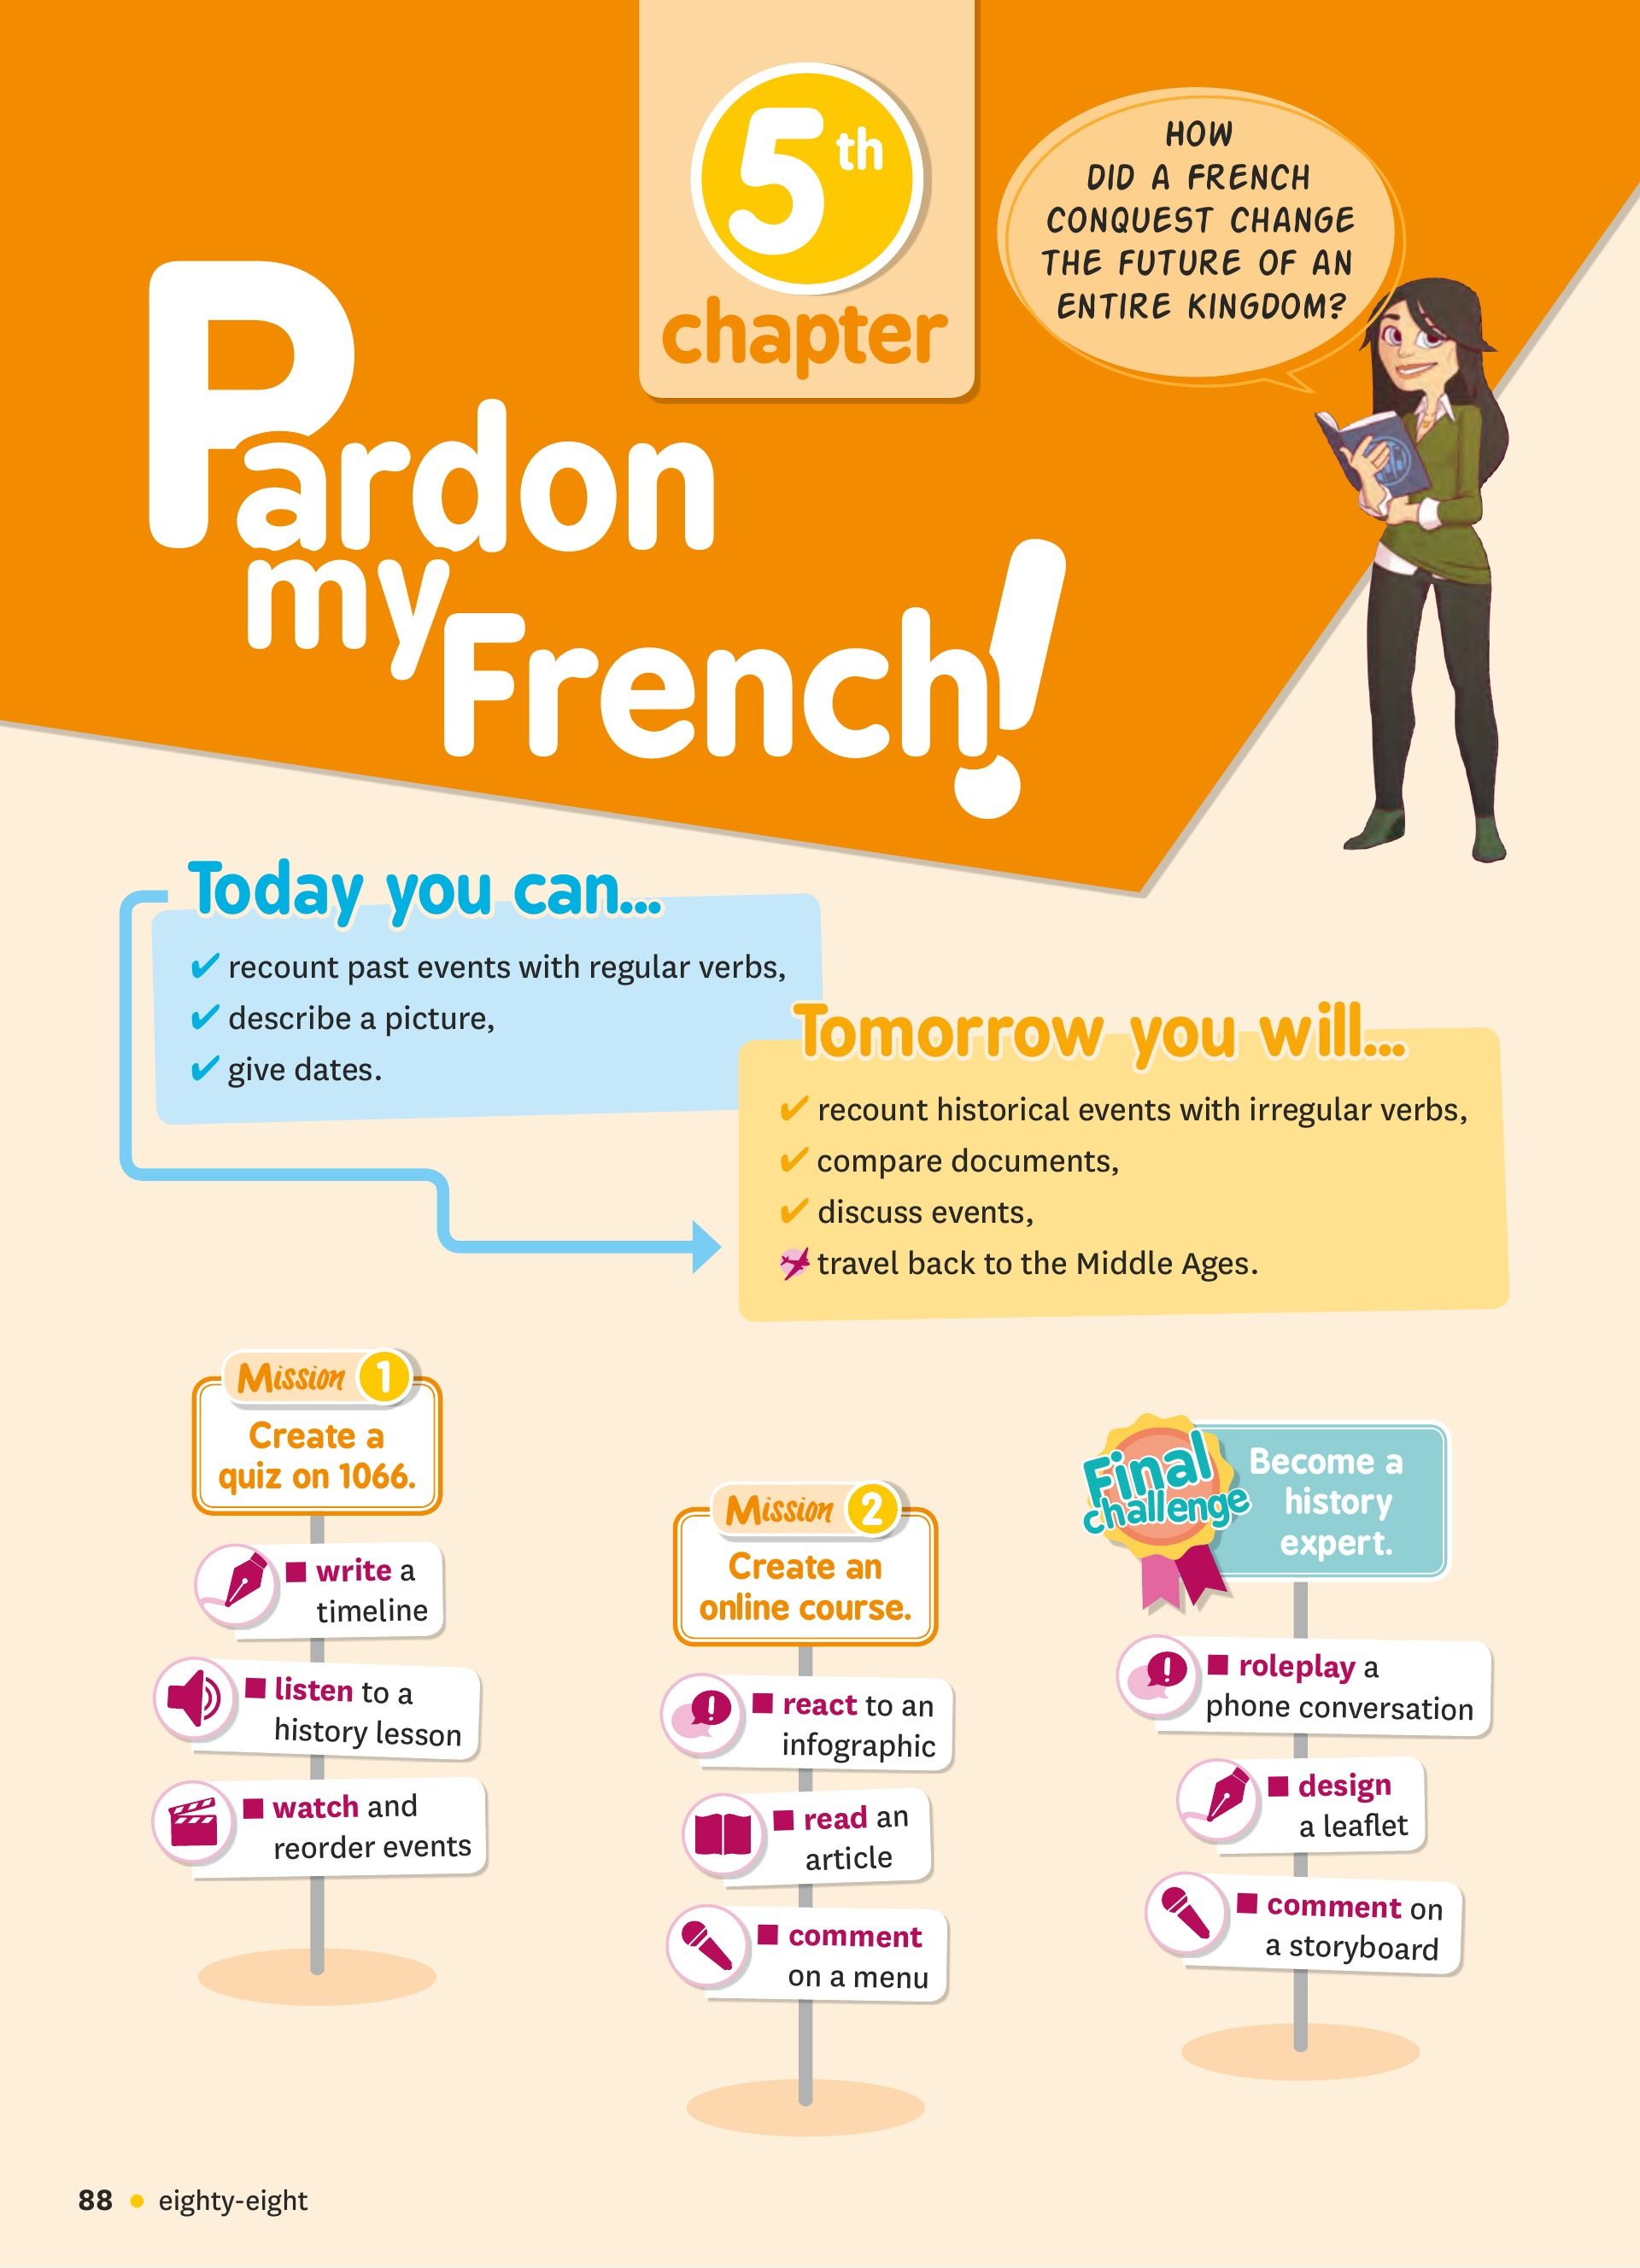 5th
chapter
HOW
DID A FRENCH
CONQUEST CHANGE
THE FUTURE OF AN
ENTIRE KINGDOM?
Pardon
my
French!
Today you can...
✔ recount past events with regular verbs,
✔ describe a picture,
✔ give dates.
Tomorrow you will...
✔ recount historical events with irregular verbs,
✔ compare documents,
✔ discuss events,
travel back to the Middle Ages.
Mission 1
Create a
quiz on 1066.
■ write a
timeline
■ listen to a
history lesson
■ watch and
reorder events
Mission 2
Create an
online course.
■ react to an
infographic
■ read an
article
■ comment
on a menu
Final
challenge
Become a
history
expert.
■ roleplay a
phone conversation
■ design
a leaflet
■ comment on
a storyboard
88 • eighty-eight